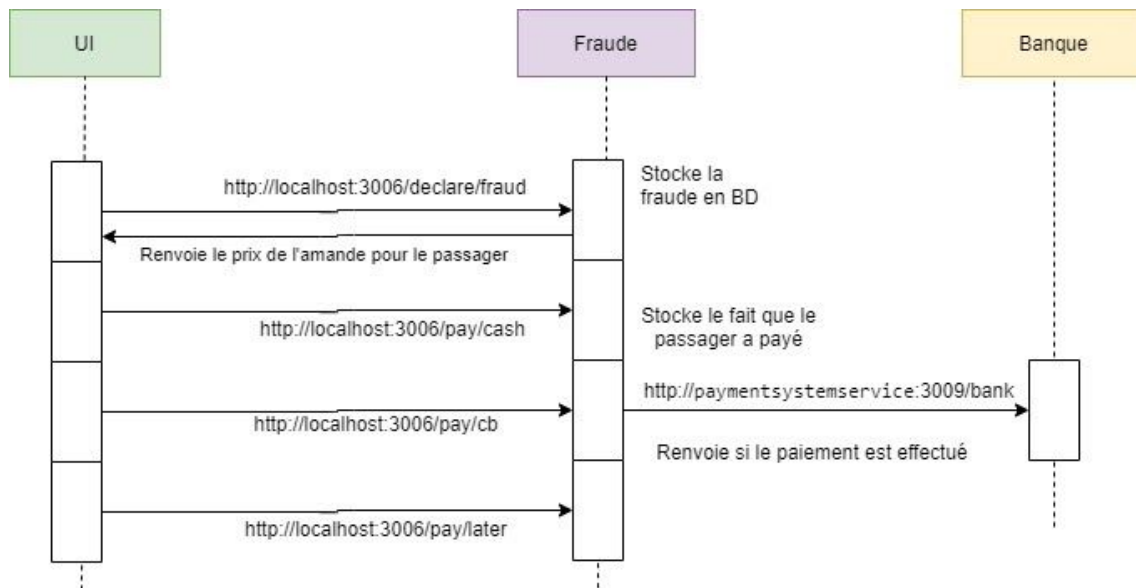 UI
Fraude
Banque
http://localhost:3006/declare/fraud
Stocke la
fraude en BD
Renvoie le prix de l'amande pour le passager
http://localhost:3006/pay/cash
Stocke le fait que le
passager a payé
http://paymentsystemservice:3009/bank
http://localhost:3006/pay/cb
Renvoie si le paiement est effectué
http://localhost:3006/pay/later